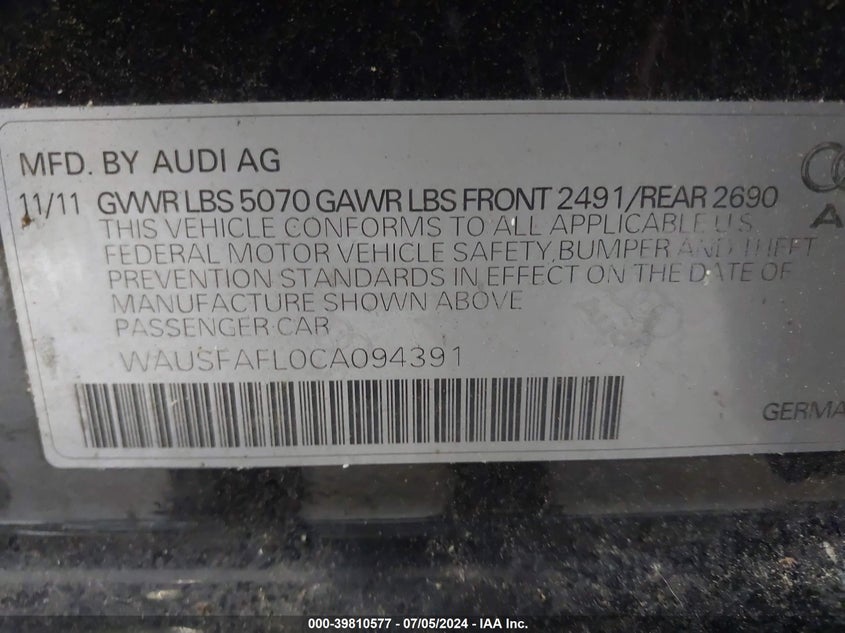 MFD. BY AUDI AG
11/11 GVWR LBS 5070 GAWR LBS FRONT 2491/REAR 2690
THIS VEHICLE CONFORMS TO ALL APPLICABLE U.S.
FEDERAL MOTOR VEHICLE SAFETY, BUMPER AND THEFT
PREVENTION STANDARDS IN EFFECT ON THE DATE OF
MANUFACTURE SHOWN ABOVE
PASSENGER CAR
WAUSFAFL0CA094391
000-39810577 - 07/05/2024 - IAA Inc.